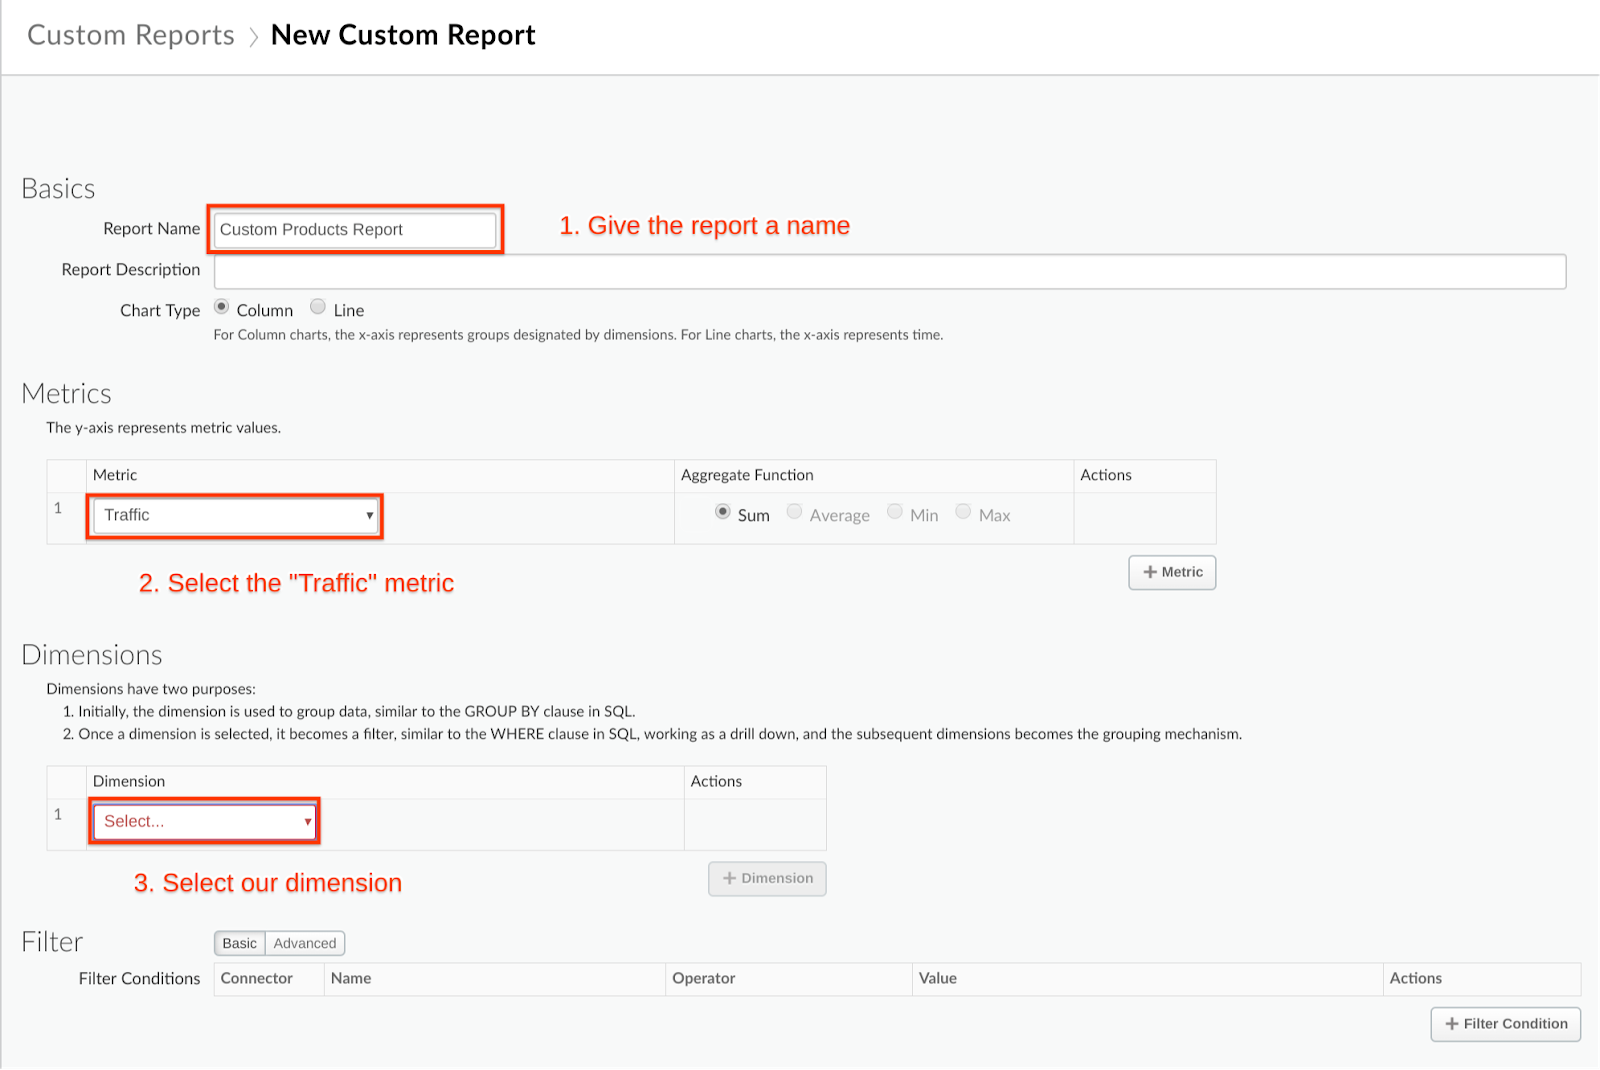 Custom Reports > New Custom Report
Basics
Report Name Custom Products Report 1. Give the report a name
Report Description
Chart Type Column Line
For Column charts, the x-axis represents groups designated by dimensions. For Line charts, the x-axis represents time.
Metrics
The y-axis represents metric values.
Metric Aggregate Function Actions
1 Traffic Sum Average Min Max
+ Metric
2. Select the "Traffic" metric
Dimensions
Dimensions have two purposes:
1. Initially, the dimension is used to group data, similar to the GROUP BY clause in SQL.
2. Once a dimension is selected, it becomes a filter, similar to the WHERE clause in SQL, working as a drill down, and the subsequent dimensions becomes the grouping mechanism.
Dimension Actions
1 Select...
+ Dimension
3. Select our dimension
Filter Basic Advanced
Filter Conditions Connector Name Operator Value Actions
+ Filter Condition